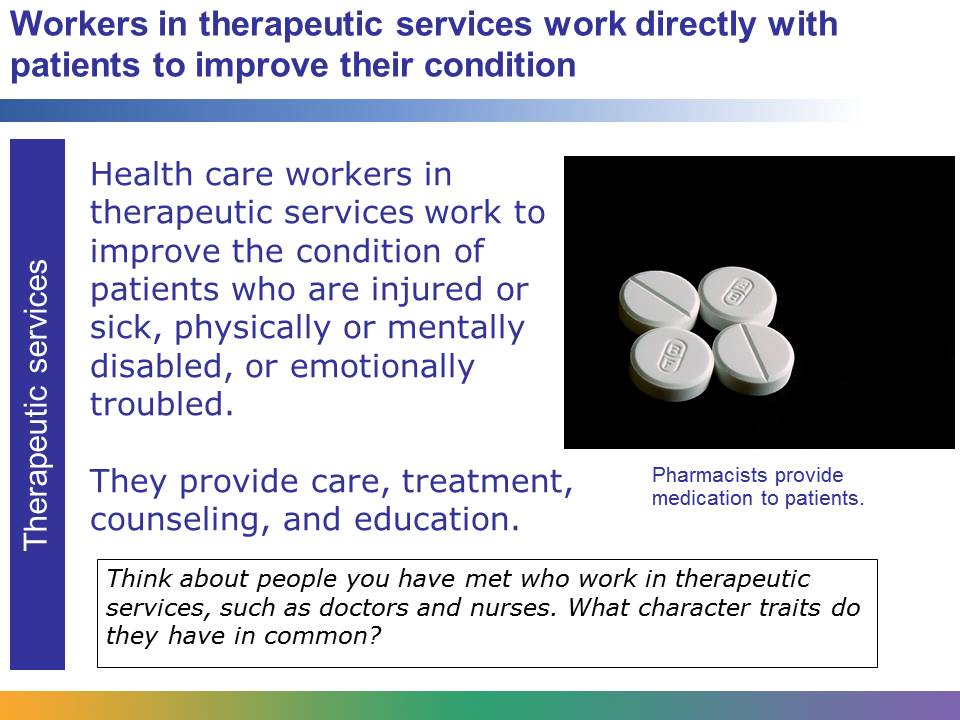 Workers in therapeutic services work directly with
patients to improve their condition
Therapeutic services
Health care workers in
therapeutic services work to
improve the condition of
patients who are injured or
sick, physically or mentally
disabled, or emotionally
troubled.
They provide care, treatment,
counseling, and education.
Pharmacists provide
medication to patients.
Think about people you have met who work in therapeutic
services, such as doctors and nurses. What character traits do
they have in common?